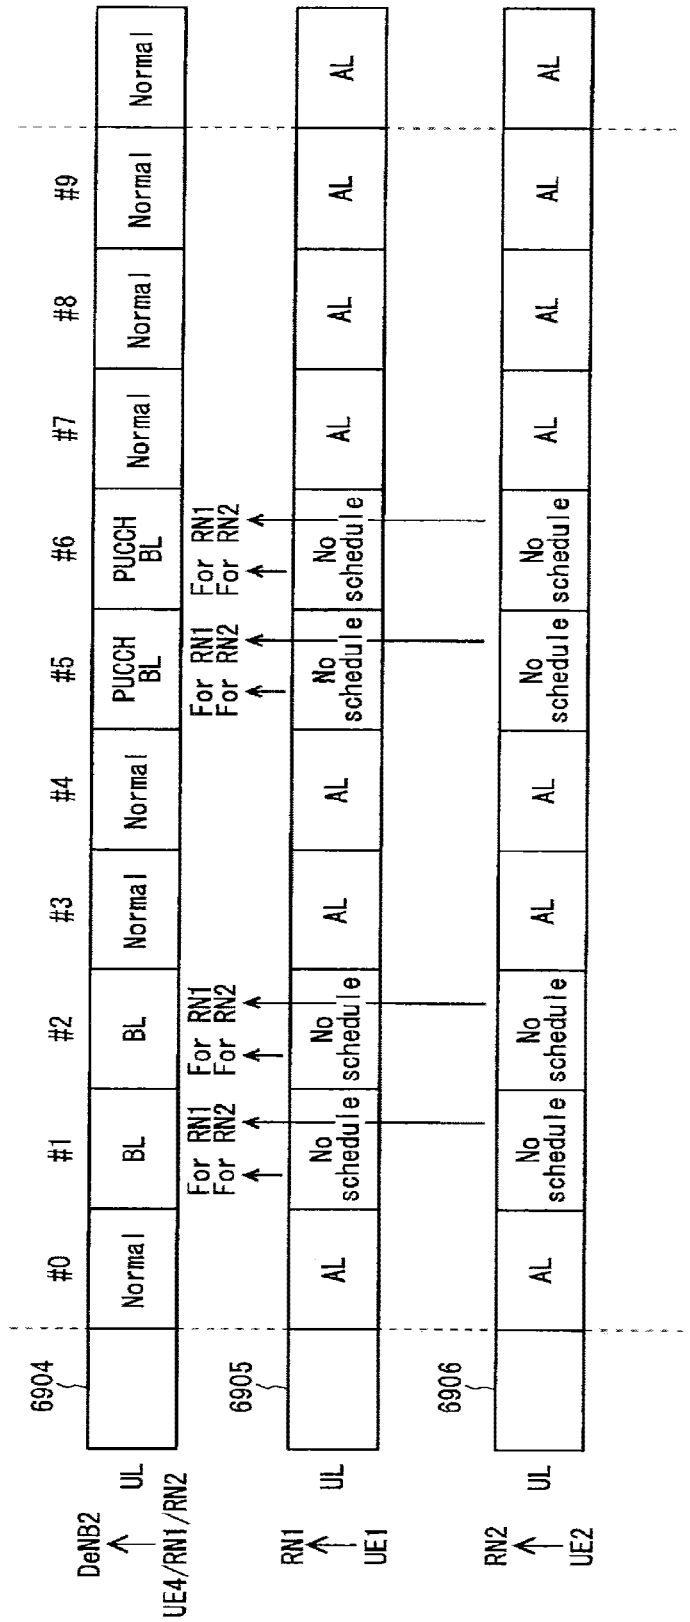 #0 #1 #2 #3 #4 #5 #6 #7 #8 #9
6904
DeNB2
UL
UE4/RN1/RN2
Normal BL BL Normal Normal PUCCH BL PUCCH BL Normal Normal Normal Normal
For RN1 For RN1 For RN1 For RN1
For RN2 For RN2 For RN2 For RN2
6905
RN1
UL
UE1
AL No schedule No schedule AL AL No schedule No schedule AL AL AL AL
6906
RN2
UL
UE2
AL No schedule No schedule AL AL No schedule No schedule AL AL AL AL